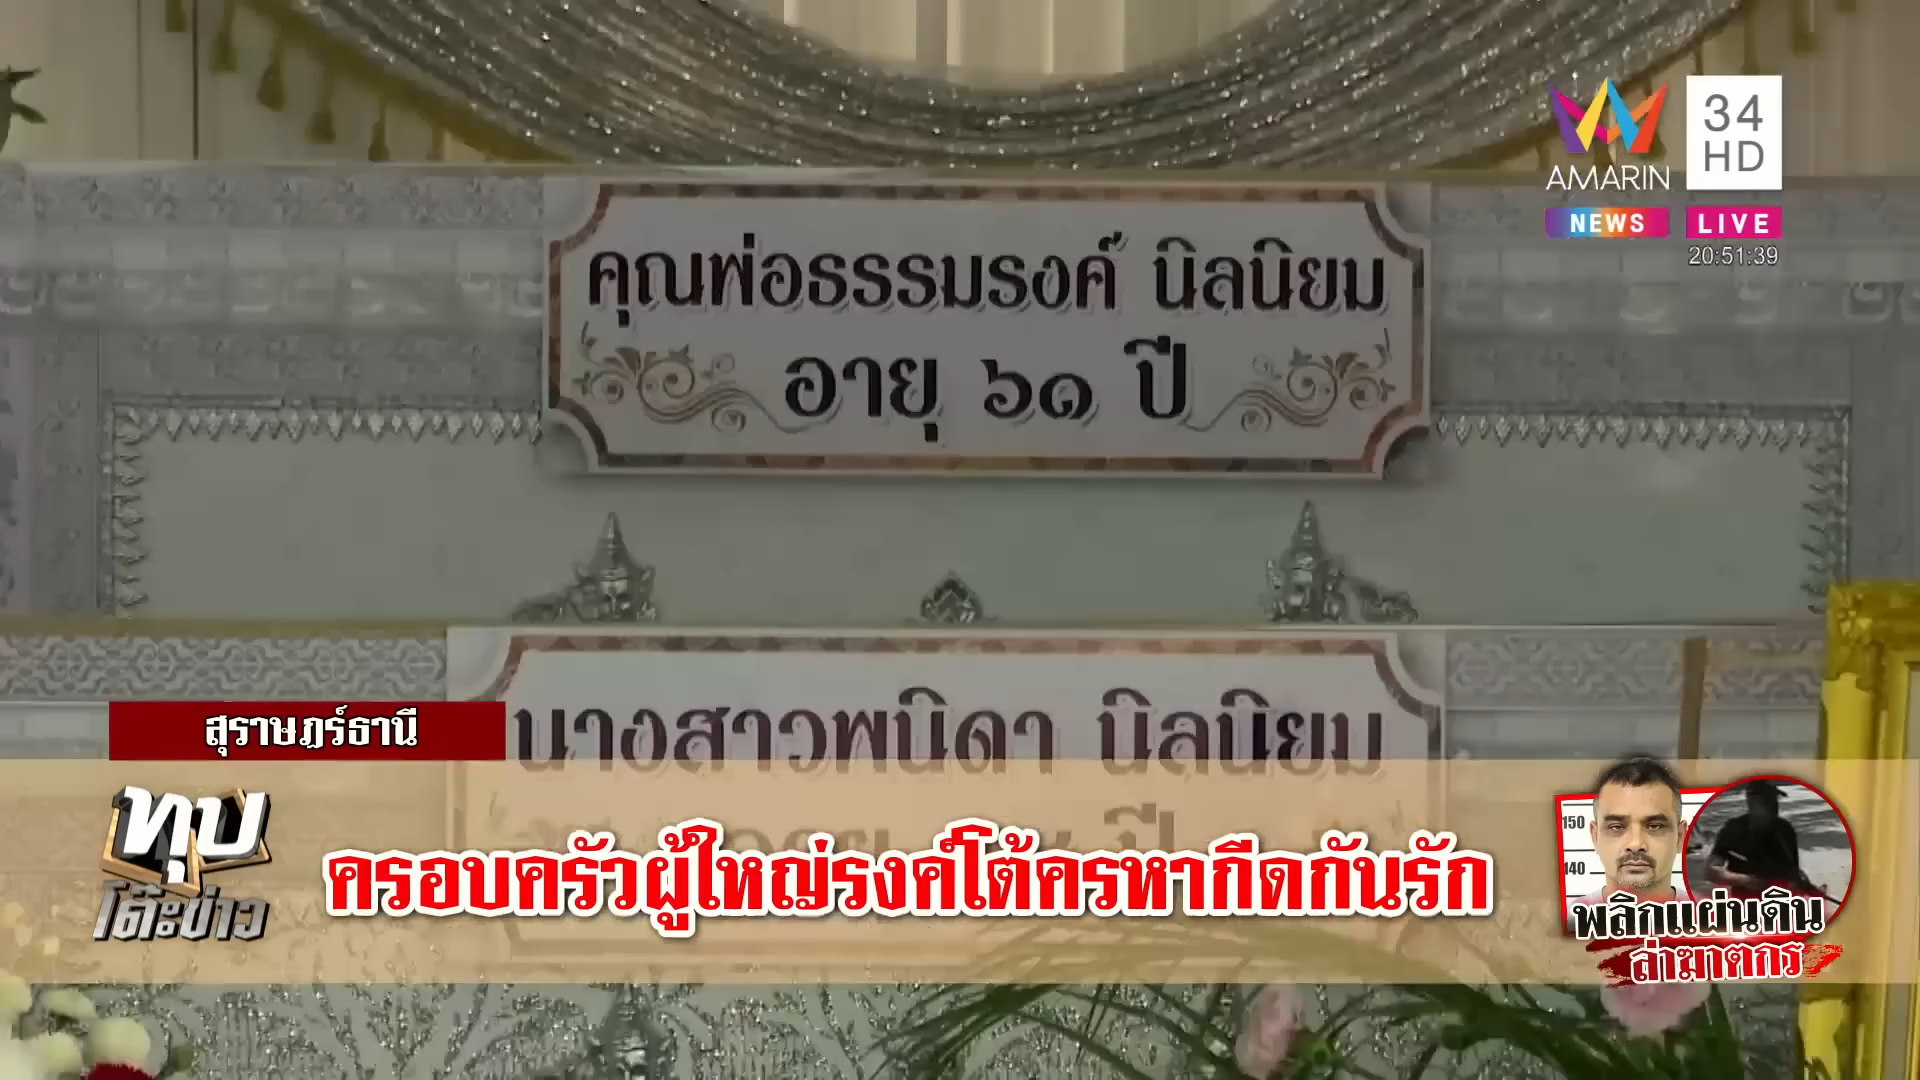 AMARIN
34
HD
NEWS
LIVE
20:51:39
คุณพ่อธรรมรงค์ นิลนิยม
อายุ ๖๑ ปี
นางสาวพนิดา นิลนิยม
สุราษฎร์ธานี
ทุบ
โต๊ะข่าว
ครอบครัวผู้ใหญ่รงค์โต้ครหากีดกันรัก
150
140
พลิกแผ่นดิน
ล่าฆาตกร